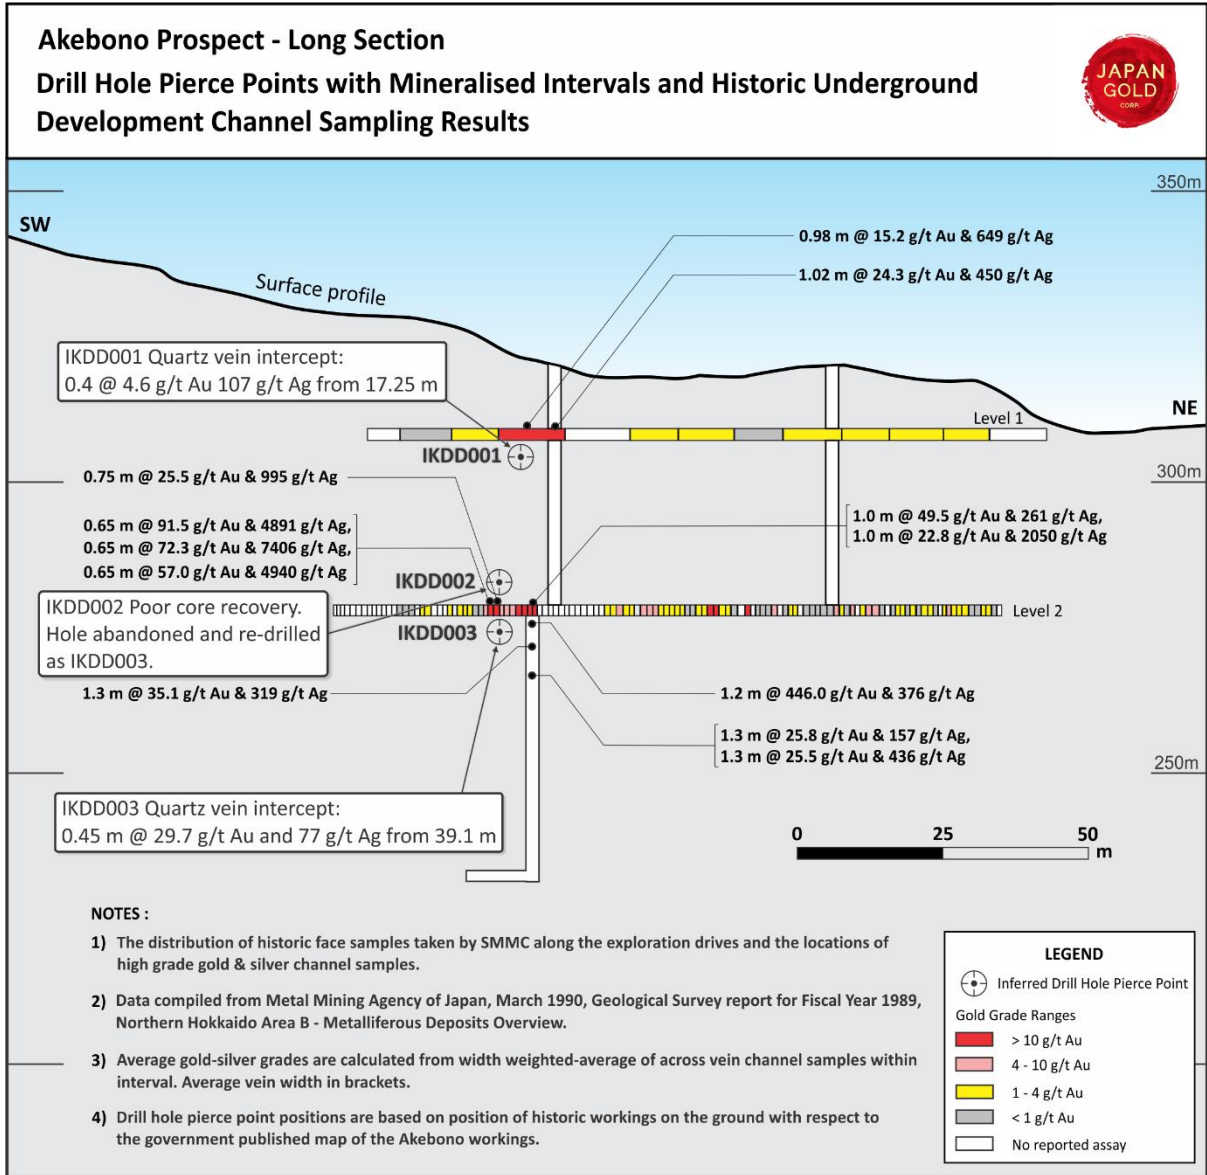 Akebono Prospect - Long Section
Drill Hole Pierce Points with Mineralised Intervals and Historic Underground
Development Channel Sampling Results
JAPAN
GOLD
CORP.
350m
SW
Surface profile
0.98 m @ 15.2 g/t Au & 649 g/t Ag
1.02 m @ 24.3 g/t Au & 450 g/t Ag
IKDD001 Quartz vein intercept:
0.4 @ 4.6 g/t Au 107 g/t Ag from 17.25 m
NE
Level 1
IKDD001
300m
0.75 m @ 25.5 g/t Au & 995 g/t Ag
0.65 m @ 91.5 g/t Au & 4891 g/t Ag,
0.65 m @ 72.3 g/t Au & 7406 g/t Ag,
0.65 m @ 57.0 g/t Au & 4940 g/t Ag
1.0 m @ 49.5 g/t Au & 261 g/t Ag,
1.0 m @ 22.8 g/t Au & 2050 g/t Ag
IKDD002
IKDD002 Poor core recovery.
Hole abandoned and re-drilled
as IKDD003.
Level 2
IKDD003
1.3 m @ 35.1 g/t Au & 319 g/t Ag
1.2 m @ 446.0 g/t Au & 376 g/t Ag
1.3 m @ 25.8 g/t Au & 157 g/t Ag,
1.3 m @ 25.5 g/t Au & 436 g/t Ag
250m
IKDD003 Quartz vein intercept:
0.45 m @ 29.7 g/t Au and 77 g/t Ag from 39.1 m
0 25 50
m
NOTES :
1) The distribution of historic face samples taken by SMMC along the exploration drives and the locations of
high grade gold & silver channel samples.
2) Data compiled from Metal Mining Agency of Japan, March 1990, Geological Survey report for Fiscal Year 1989,
Northern Hokkaido Area B - Metalliferous Deposits Overview.
3) Average gold-silver grades are calculated from width weighted-average of across vein channel samples within
interval. Average vein width in brackets.
4) Drill hole pierce point positions are based on position of historic workings on the ground with respect to
the government published map of the Akebono workings.
LEGEND
Inferred Drill Hole Pierce Point
Gold Grade Ranges
> 10 g/t Au
4 - 10 g/t Au
1 - 4 g/t Au
< 1 g/t Au
No reported assay